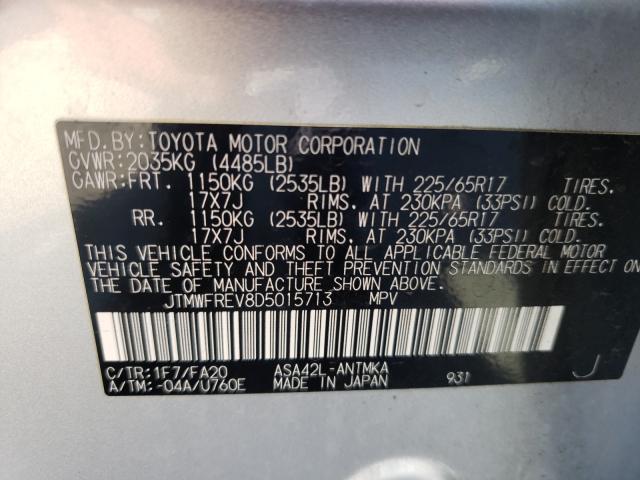 MFD.BY:TOYOTA MOTOR CORPORATION
GVWR:2035KG (4485LB)
GAWR:FRT. 1150KG (2535LB) WITH 225/65R17 TIRES.
17X7J RIMS. AT 230KPA (33PSI) COLD.
RR. 1150KG (2535LB) WITH 225/65R17 TIRES.
17X7J RIMS. AT 230KPA (33PSI) COLD.
THIS VEHICLE CONFORMS TO ALL APPLICABLE FEDERAL MOTOR
VEHICLE SAFETY AND THEFT PREVENTION STANDARDS IN EFFECT ON
THE DATE OF MANUFACTURE SHOWN ABOVE.
JTMWFREV8D5015713 MPV
C/TR:1F7/FA20 ASA42L-ANTMKA
A/TM:-04A/U760E MADE IN JAPAN 931 J